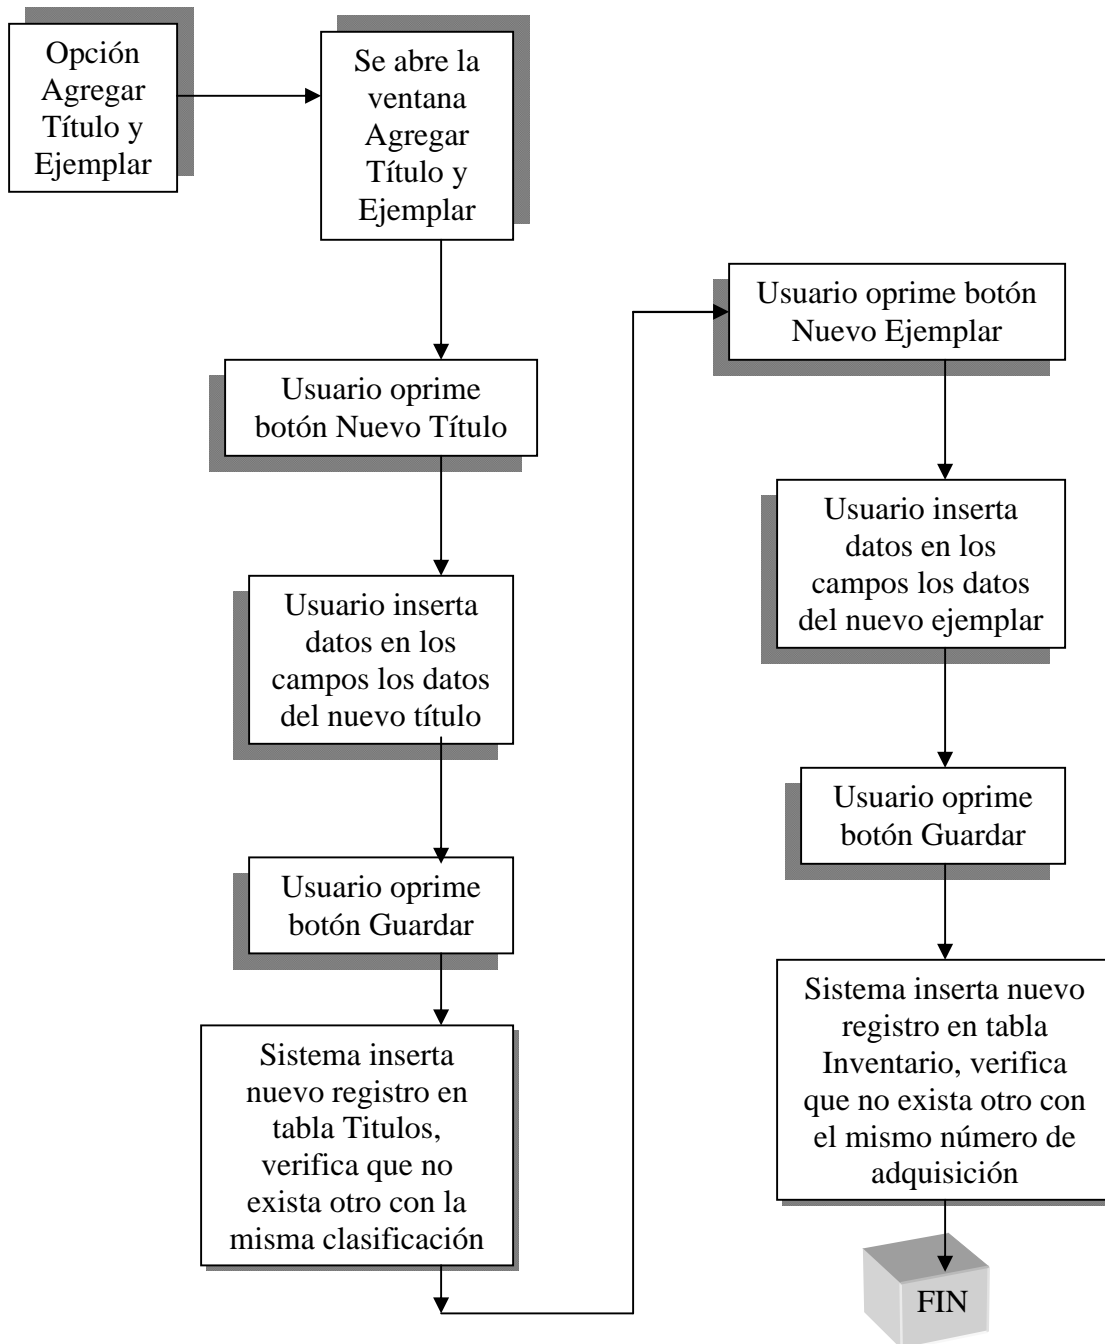 Opción
Agregar
Título y
Ejemplar
Se abre la
ventana
Agregar
Título y
Ejemplar
Usuario oprime
botón Nuevo Título
Usuario inserta
datos en los
campos los datos
del nuevo título
Usuario oprime
botón Guardar
Sistema inserta
nuevo registro en
tabla Titulos,
verifica que no
exista otro con la
misma clasificación
Usuario oprime botón
Nuevo Ejemplar
Usuario inserta
datos en los
campos los datos
del nuevo ejemplar
Usuario oprime
botón Guardar
Sistema inserta nuevo
registro en tabla
Inventario, verifica
que no exista otro con
el mismo número de
adquisición
FIN